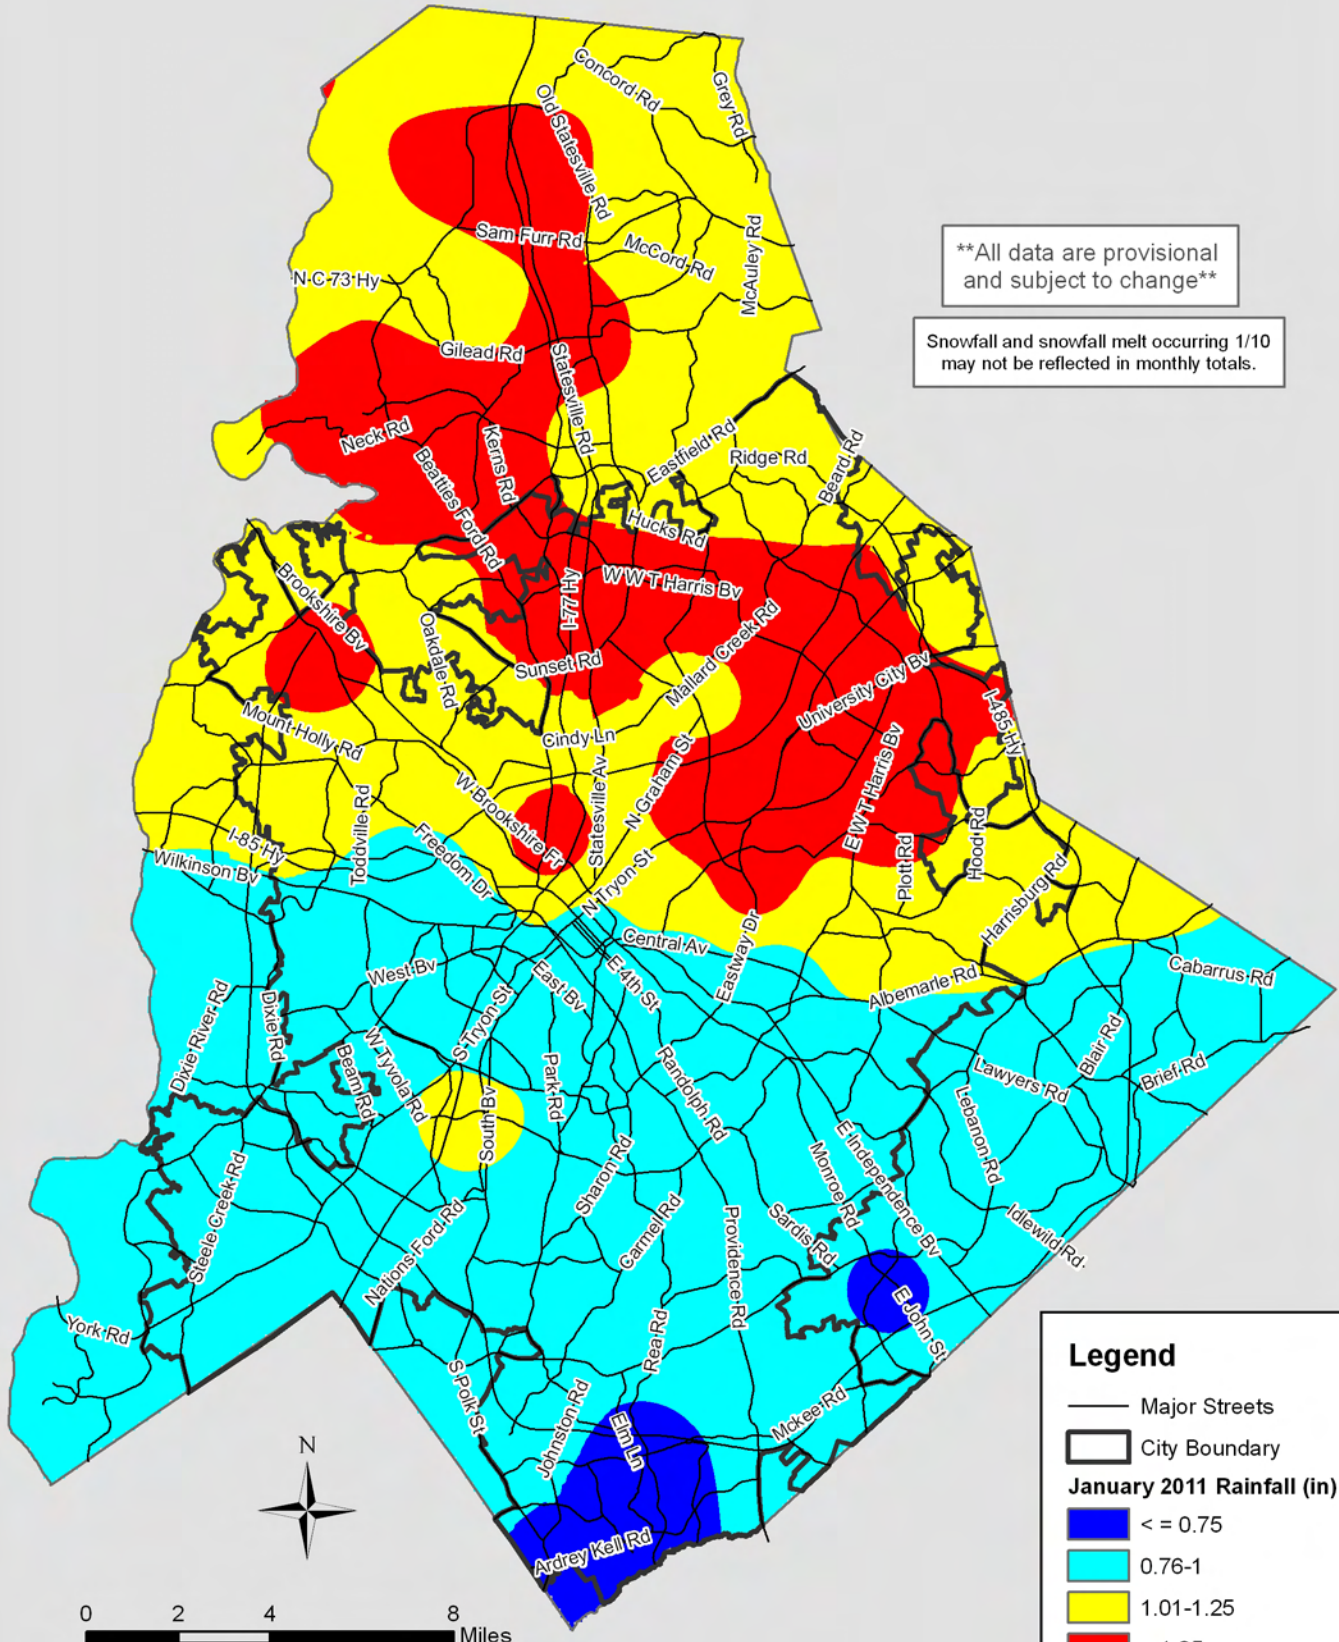 Concord Rd
Grey Rd
Old Statesville Rd
Sam Furr Rd
McCord Rd
McAuley Rd
N C 73 Hy
**All data are provisional
and subject to change**
Snowfall and snowfall melt occurring 1/10
may not be reflected in monthly totals.
Gilead Rd
Statesville Rd
Neck Rd
Kerns Rd
Beatties Ford Rd
Eastfield Rd
Ridge Rd
Beard Rd
Hucks Rd
W W T Harris Bv
I-77 Hy
Brookshire Bv
Oakdale Rd
Sunset Rd
Mallard Creek Rd
University City Bv
I-485 Hy
Mount Holly Rd
Cindy Ln
N Graham St
E W T Harris Bv
W Brookshire Fr
Statesville Av
Toddville Rd
I-85 Hy
Wilkinson Bv
Freedom Dr
N Tryon St
Plott Rd
Hood Rd
Harrisburg Rd
Central Av
Eastway Dr
Albemarle Rd
Cabarrus Rd
West Bv
East Bv
E 4th St
S Tryon St
Dixie River Rd
Dixie Rd
Beam Rd
W Tyvola Rd
South Bv
Park Rd
Randolph Rd
Lawyers Rd
Blair Rd
Brief Rd
Lebanon Rd
E Independence Bv
Monroe Rd
Sharon Rd
Steele Creek Rd
Nations Ford Rd
Carmel Rd
Providence Rd
Sardis Rd
Idlewild Rd.
E John St
York Rd
Rea Rd
S Polk St
Johnston Rd
Elm Ln
Mckee Rd
Ardrey Kell Rd
N
0 2 4 8
Miles
Legend
Major Streets
City Boundary
January 2011 Rainfall (in)
< = 0.75
0.76-1
1.01-1.25